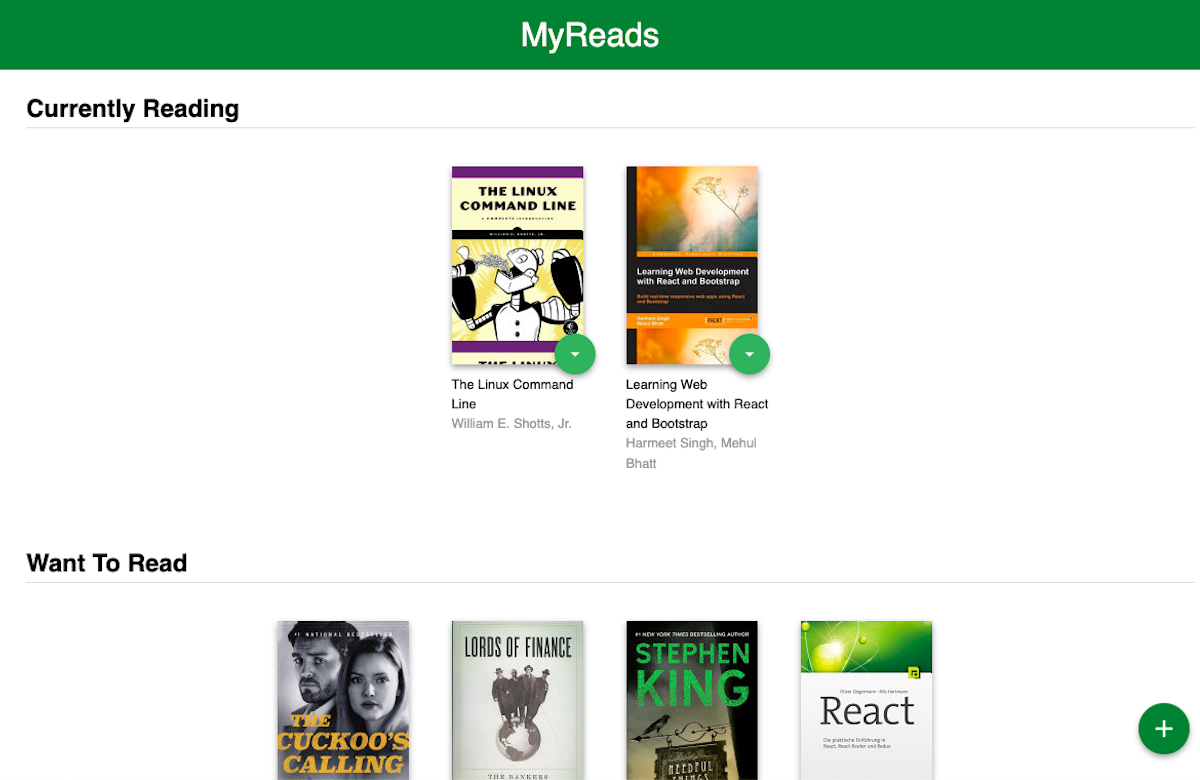 MyReads
Currently Reading
THE LINUX
COMMAND LINE
A COMPLETE INTRODUCTION
WILLIAM E. SHOTTS, JR.
THE LINUX
Learning Web Development
with React and Bootstrap
Build real-time responsive web apps using React
and Bootstrap
Harmeet Singh
Mehul Bhatt
PACKT
The Linux Command
Line
William E. Shotts, Jr.
Learning Web
Development with React
and Bootstrap
Harmeet Singh, Mehul
Bhatt
Want To Read
#1 NATIONAL BESTSELLER
THE
CUCKOO'S
CALLING
LORDS OF FINANCE
THE BANKERS
#1 NEW YORK TIMES BESTSELLING AUTHOR
STEPHEN
KING
NEEDFUL
THINGS
Oliver Zeigermann · Nils Hartmann
React
Die praktische Einführung in
React, React Router und Redux